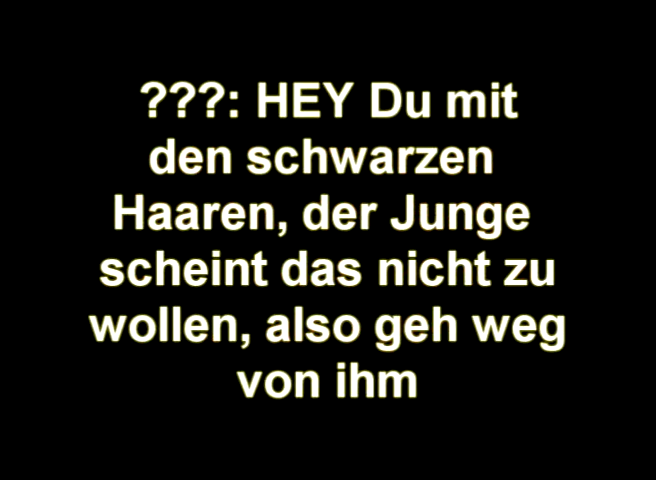 ???: HEY Du mit
den schwarzen
Haaren, der Junge
scheint das nicht zu
wollen, also geh weg
von ihm